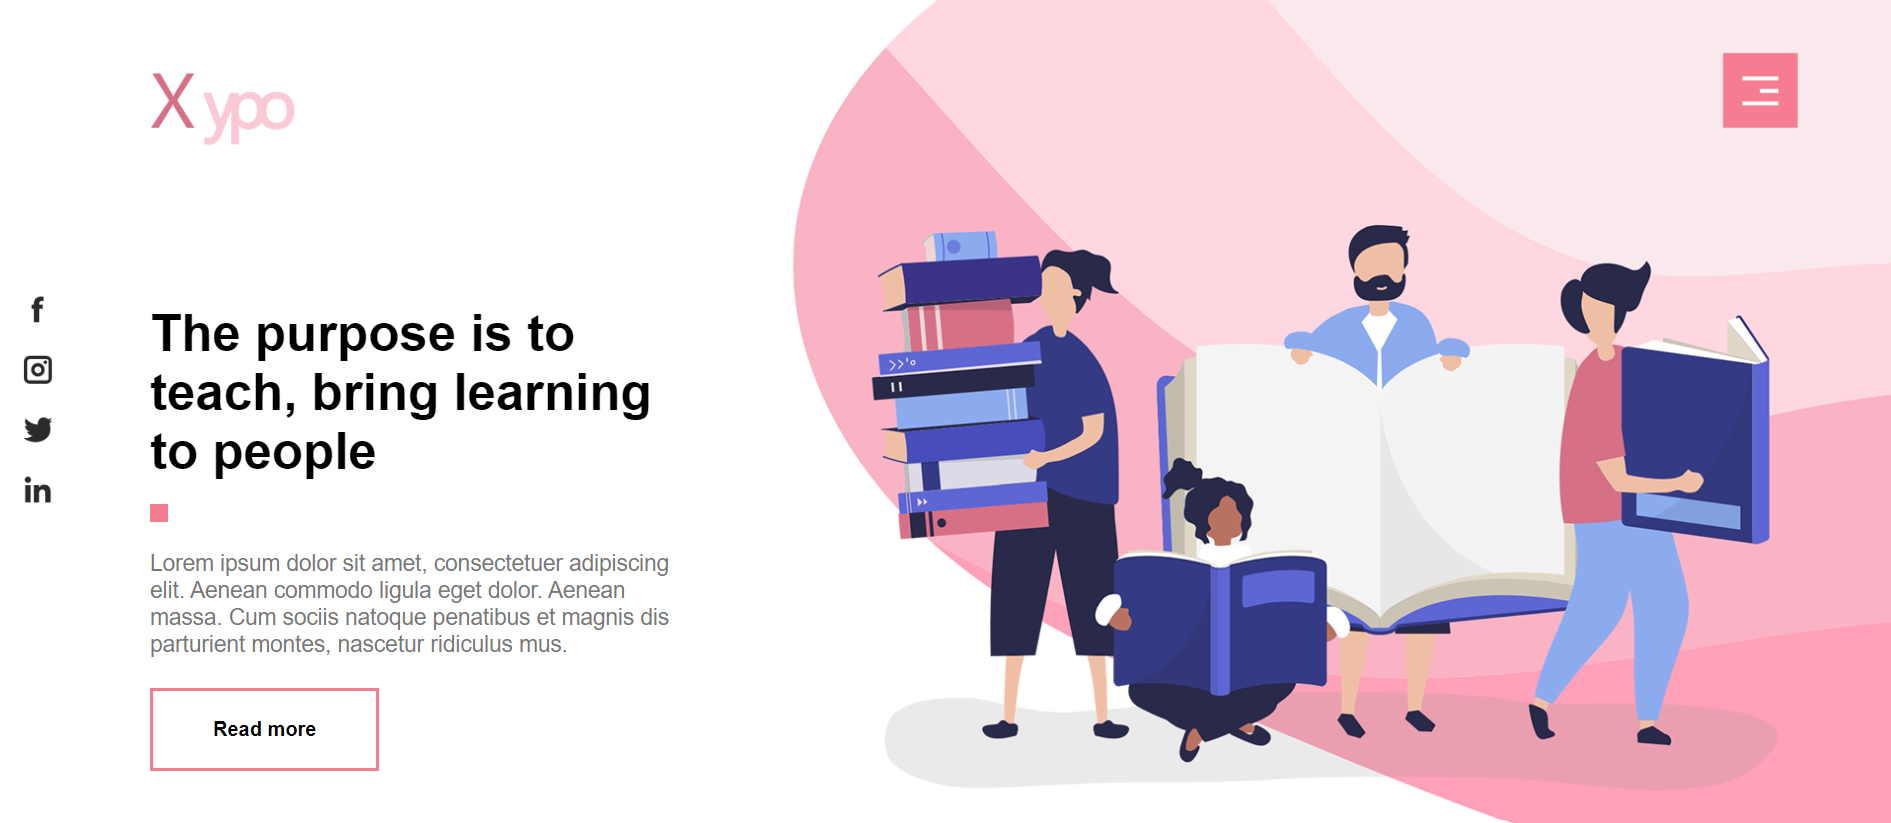 Xypo
The purpose is to
teach, bring learning
to people
Lorem ipsum dolor sit amet, consectetuer adipiscing
elit. Aenean commodo ligula eget dolor. Aenean
massa. Cum sociis natoque penatibus et magnis dis
parturient montes, nascetur ridiculus mus.
Read more